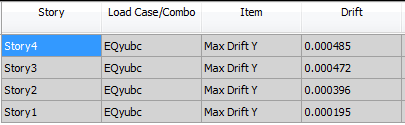 Story Load Case/Combo Item Drift
Story4 EQyubc Max Drift Y 0.000485
Story3 EQyubc Max Drift Y 0.000472
Story2 EQyubc Max Drift Y 0.000396
Story1 EQyubc Max Drift Y 0.000195